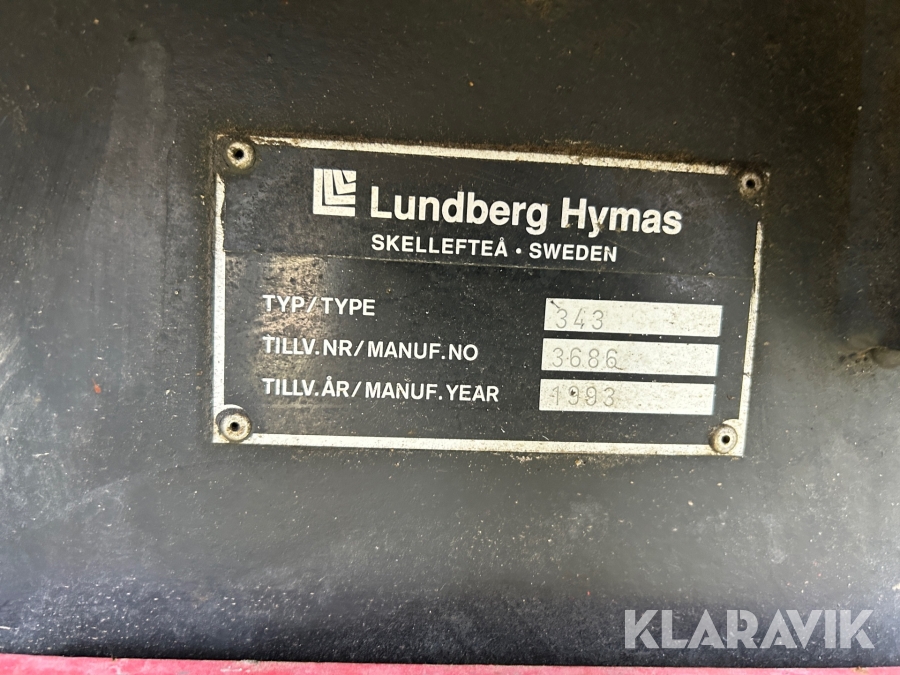 Lundberg Hymas
SKELLEFTEÅ · SWEDEN
TYP/TYPE 343
TILLV.NR/MANUF.NO 3686
TILLV.ÅR/MANUF.YEAR 1993
KLARAVIK